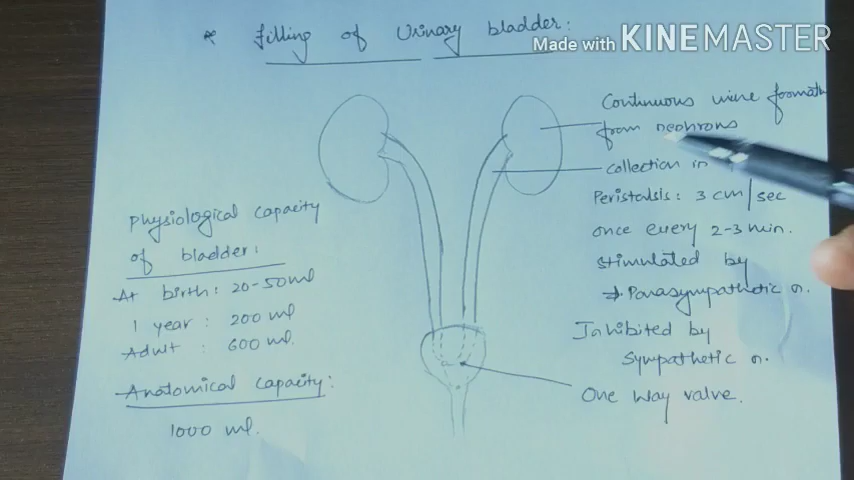 * Filling of Urinary bladder:
Made with KINEMASTER
Continuous urine formatn
from nephrons
collection in
Peristalsis: 3 cm/sec
once every 2-3 min.
stimulated by
→ Parasympathetic n.
Inhibited by
Sympathetic n.
One way valve.
Physiological capacity
of bladder:
At birth: 20-50ml
1 year: 200 ml
Adult: 600 ml.
Anatomical capacity:
1000 ml.